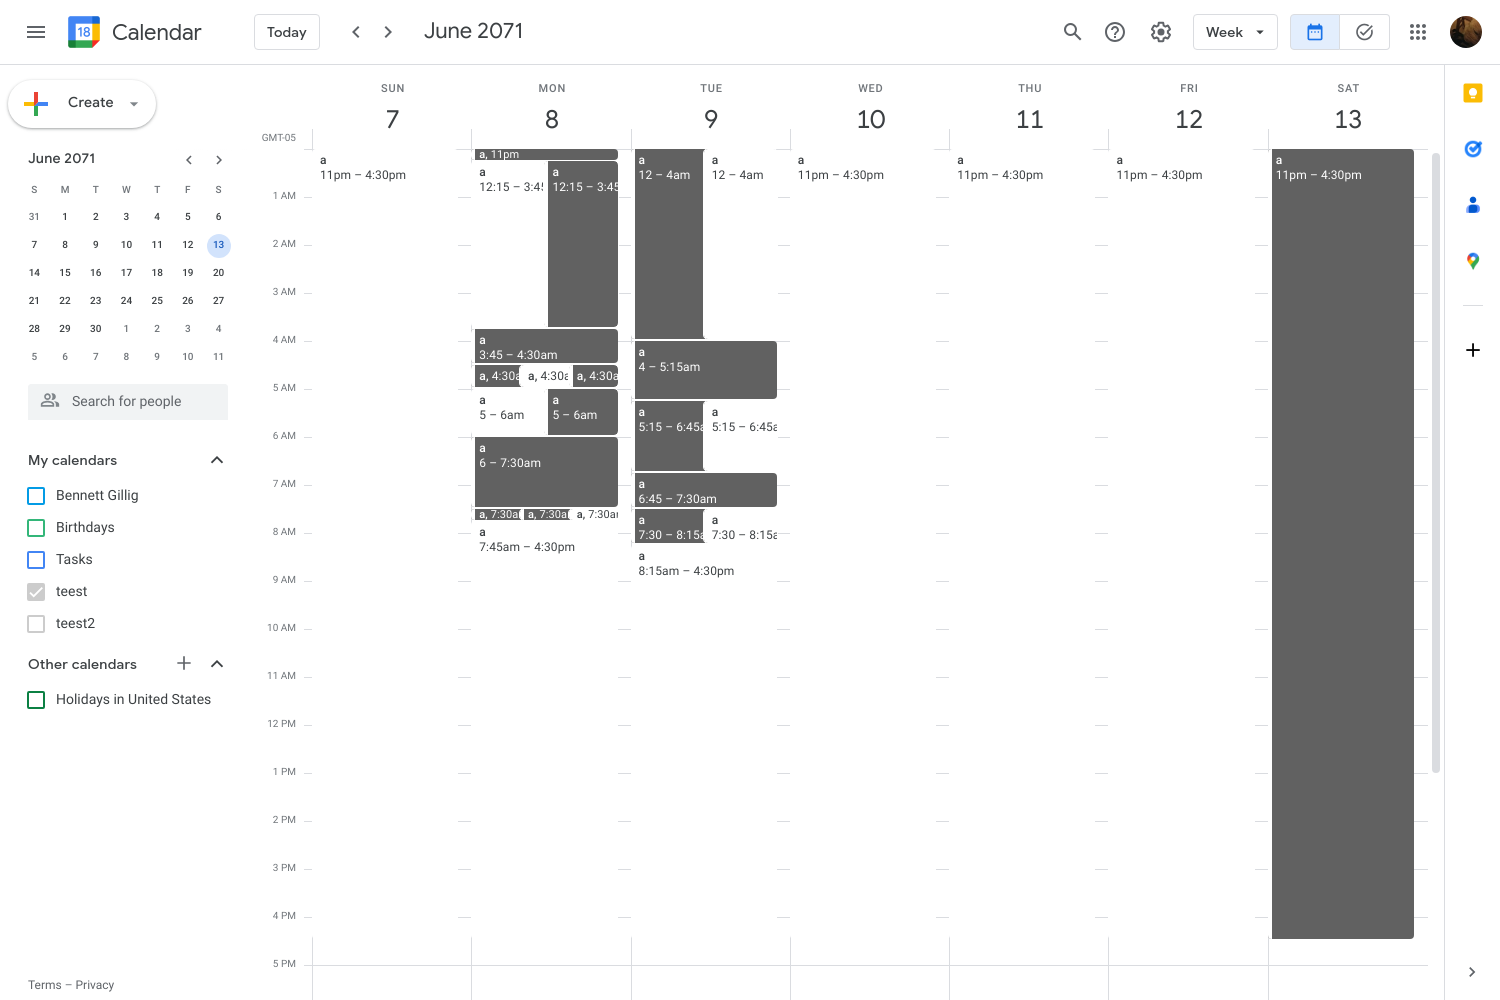 18 Calendar Today June 2071 Week
Create
SUN MON TUE WED THU FRI SAT
7 8 9 10 11 12 13
GMT-05
June 2071
S M T W T F S
31 1 2 3 4 5 6
7 8 9 10 11 12 13
14 15 16 17 18 19 20
21 22 23 24 25 26 27
28 29 30 1 2 3 4
5 6 7 8 9 10 11
Search for people
My calendars
Bennett Gillig
Birthdays
Tasks
teest
teest2
Other calendars
Holidays in United States
Terms – Privacy
1 AM
2 AM
3 AM
4 AM
5 AM
6 AM
7 AM
8 AM
9 AM
10 AM
11 AM
12 PM
1 PM
2 PM
3 PM
4 PM
5 PM
a
11pm – 4:30pm
a, 11pm
a
12:15 – 3:45
a
12:15 – 3:45
a
3:45 – 4:30am
a, 4:30a
a, 4:30a
a, 4:30a
a
5 – 6am
a
5 – 6am
a
6 – 7:30am
a, 7:30a
a, 7:30a
a, 7:30a
a
7:45am – 4:30pm
a
12 – 4am
a
12 – 4am
a
4 – 5:15am
a
5:15 – 6:45a
a
5:15 – 6:45a
a
6:45 – 7:30am
a
7:30 – 8:15a
a
7:30 – 8:15a
a
8:15am – 4:30pm
a
11pm – 4:30pm
a
11pm – 4:30pm
a
11pm – 4:30pm
a
11pm – 4:30pm